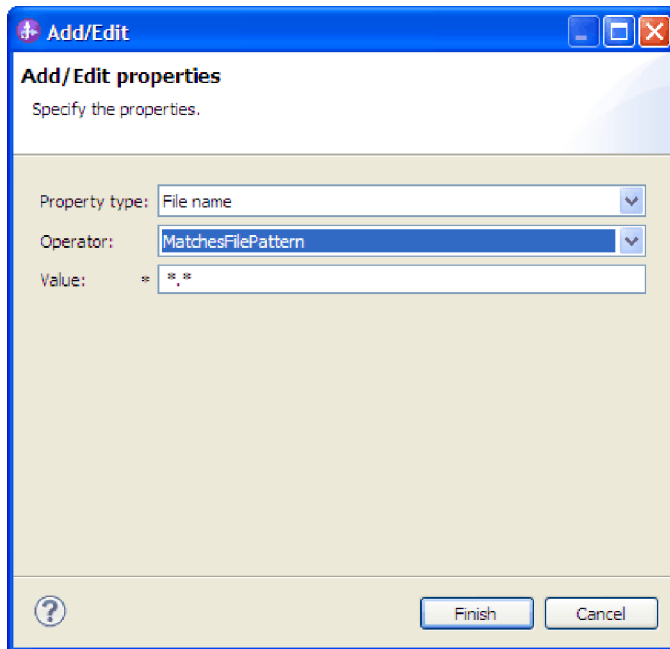 Add/Edit
Add/Edit properties
Specify the properties.
Property type: File name
Operator: MatchesFilePattern
Value: * *.*
?
Finish Cancel